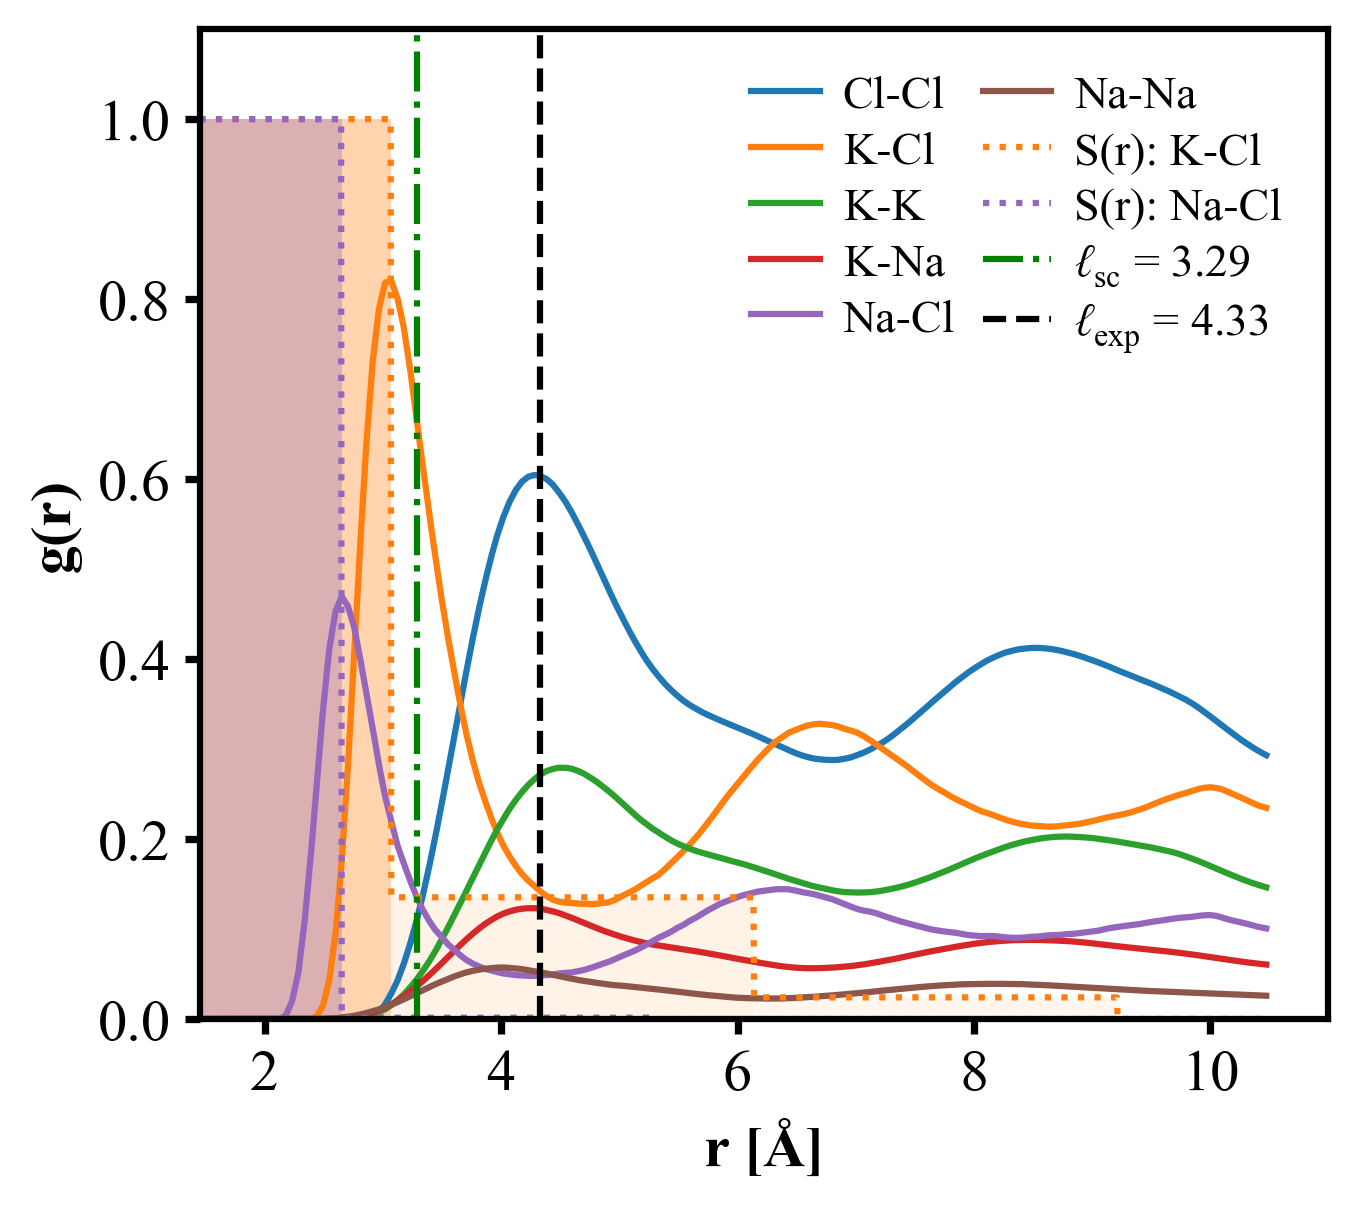 Cl-Cl
K-Cl
K-K
K-Na
Na-Cl
Na-Na
S(r): K-Cl
S(r): Na-Cl
ℓsc = 3.29
ℓexp = 4.33
1.0
0.8
0.6
0.4
0.2
0.0
g(r)
2 4 6 8 10
r [Å]